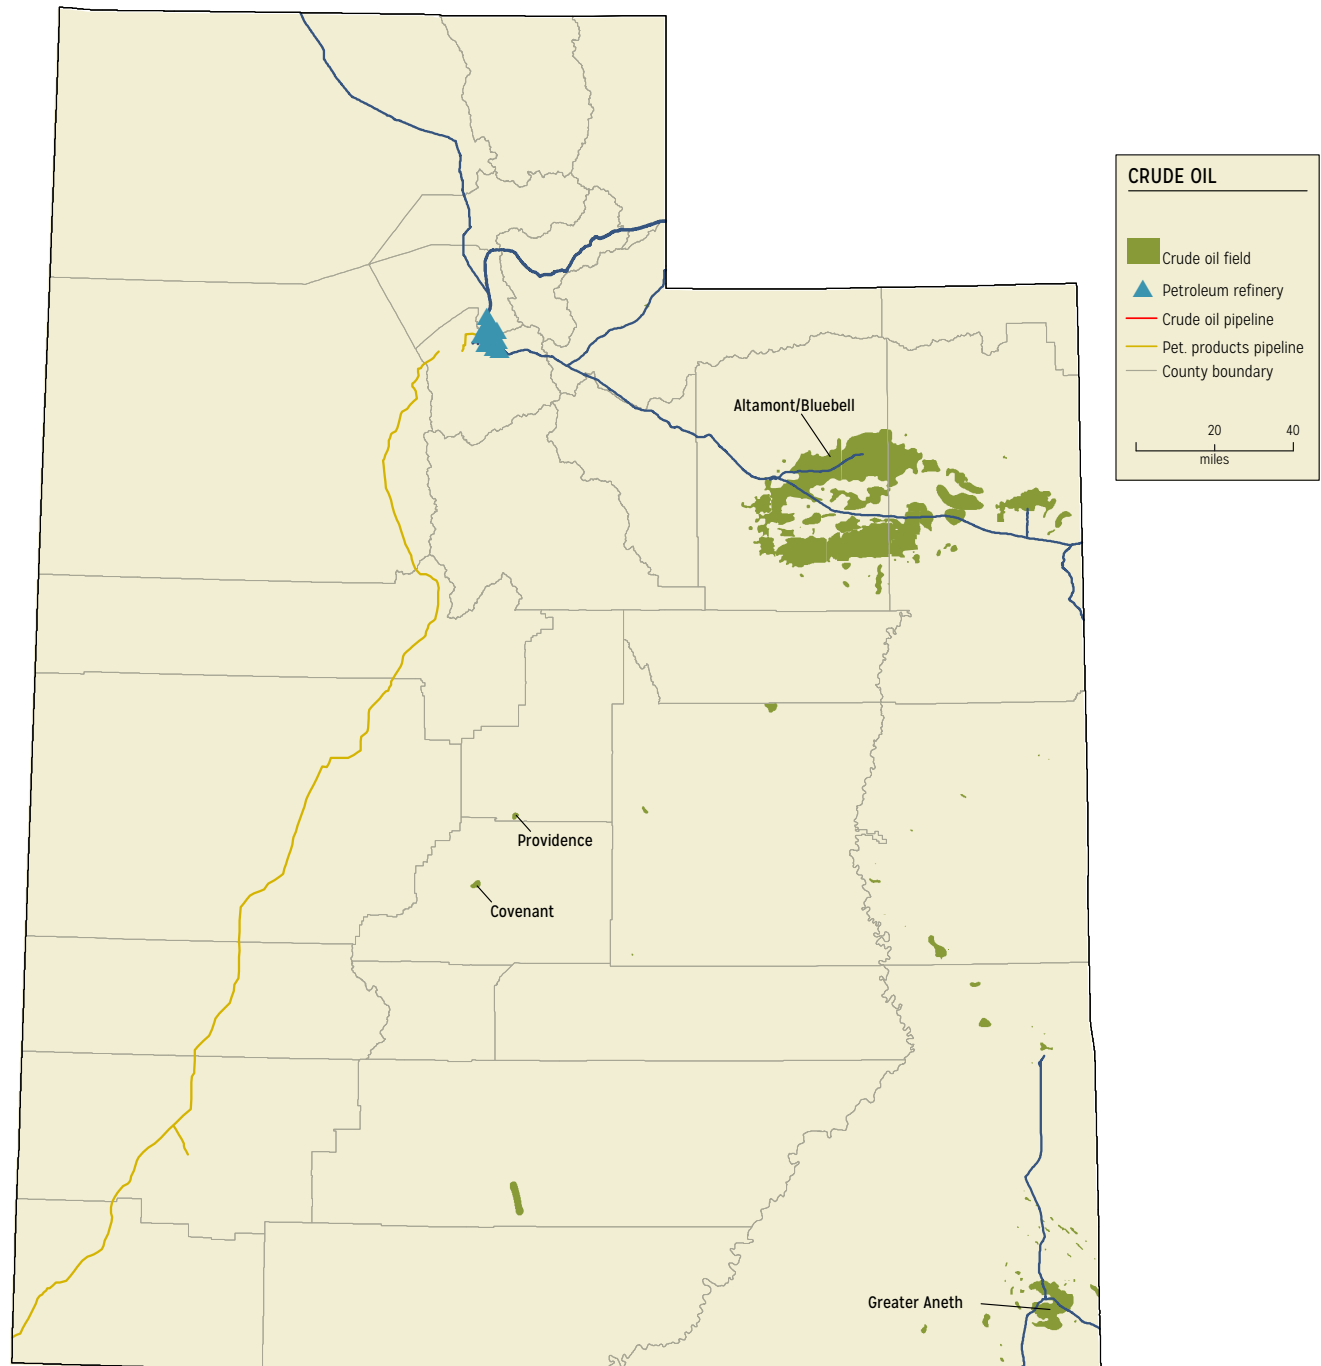 CRUDE OIL
Crude oil field
Petroleum refinery
Crude oil pipeline
Pet. products pipeline
County boundary
20 40
miles
Altamont/Bluebell
Providence
Covenant
Greater Aneth